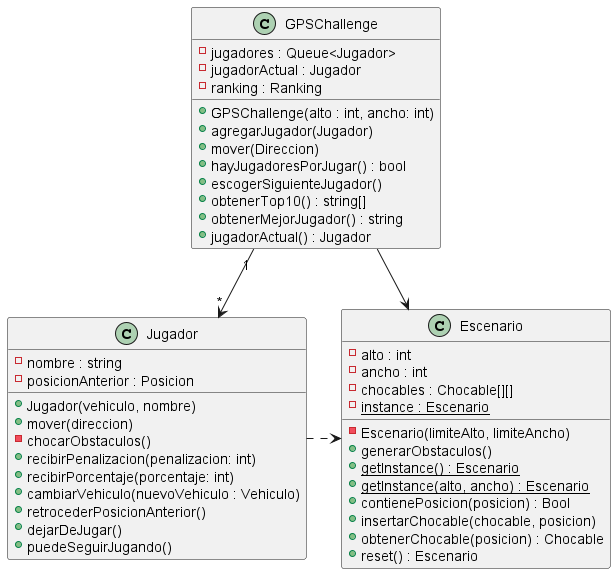 C GPSChallenge
jugadores : Queue<Jugador>
jugadorActual : Jugador
ranking : Ranking
GPSChallenge(alto : int, ancho: int)
agregarJugador(Jugador)
mover(Direccion)
hayJugadoresPorJugar() : bool
escogerSiguienteJugador()
obtenerTop10() : string[]
obtenerMejorJugador() : string
jugadorActual() : Jugador
1
*
C Jugador
nombre : string
posicionAnterior : Posicion
Jugador(vehiculo, nombre)
mover(direccion)
chocarObstaculos()
recibirPenalizacion(penalizacion: int)
recibirPorcentaje(porcentaje: int)
cambiarVehiculo(nuevoVehiculo : Vehiculo)
retrocederPosicionAnterior()
dejarDeJugar()
puedeSeguirJugando()
C Escenario
alto : int
ancho : int
chocables : Chocable[][]
instance : Escenario
Escenario(limiteAlto, limiteAncho)
generarObstaculos()
getInstance() : Escenario
getInstance(alto, ancho) : Escenario
contienePosicion(posicion) : Bool
insertarChocable(chocable, posicion)
obtenerChocable(posicion) : Chocable
reset() : Escenario